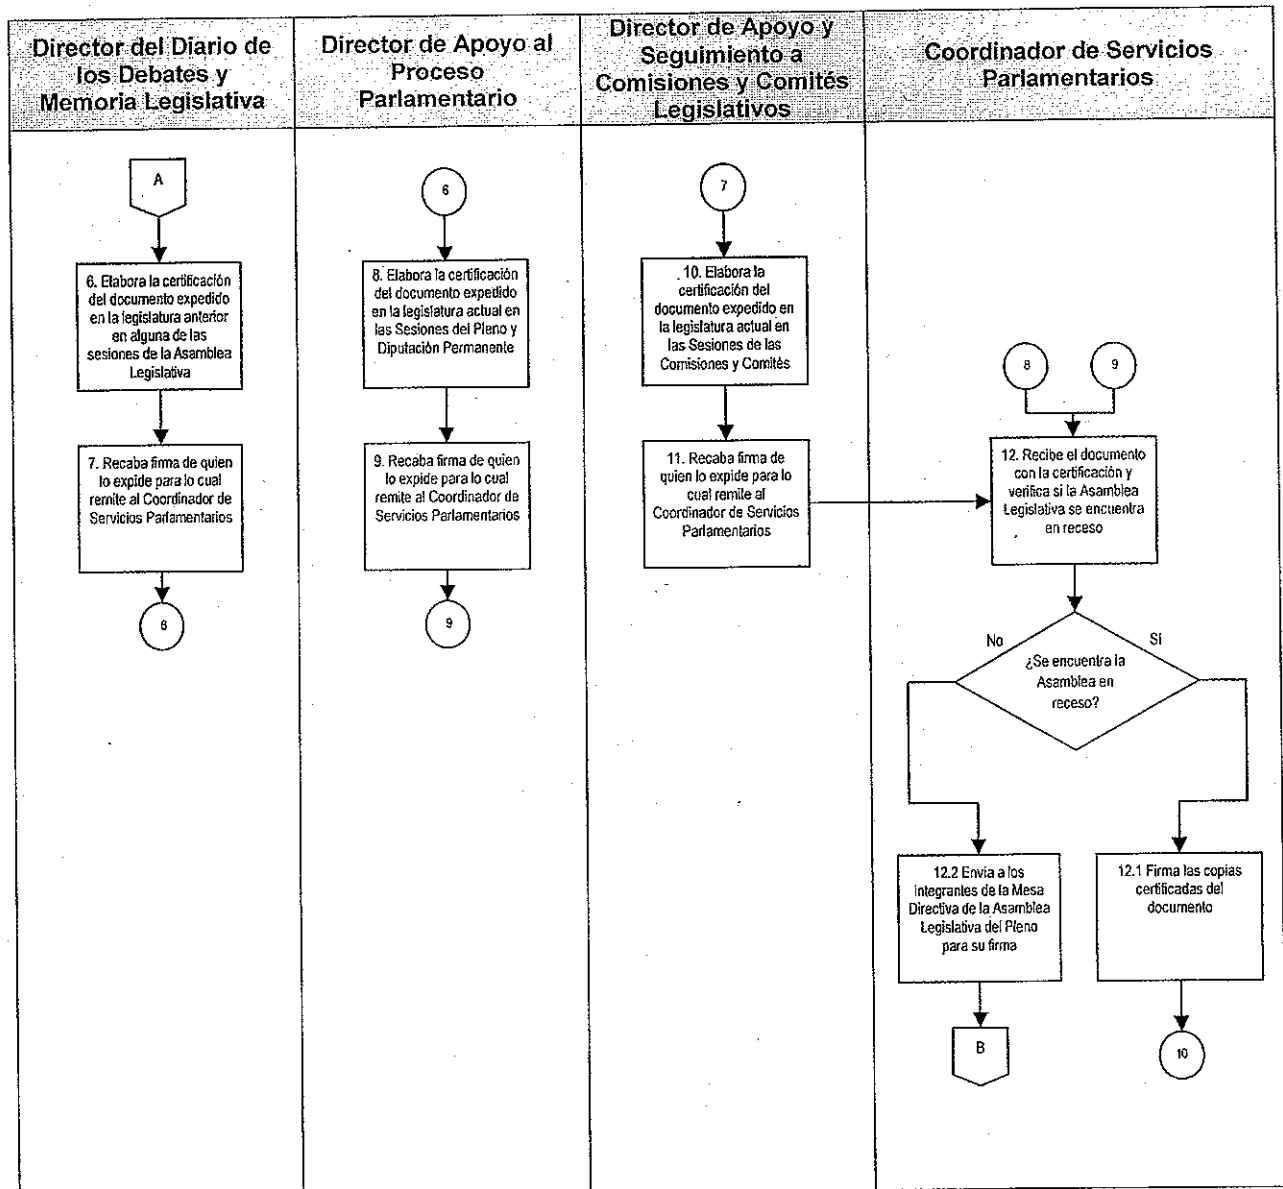 Director del Diario de
los Debates y
Memoria Legislativa
Director de Apoyo al
Proceso
Parlamentario
Director de Apoyo y
Seguimiento a
Comisiones y Comités
Legislativos
Coordinador de Servicios
Parlamentarios
A
6. Elabora la certificación
del documento expedido
en la legislatura anterior
en alguna de las
sesiones de la Asamblea
Legislativa
7. Recaba firma de quien
lo expide para lo cual
remite al Coordinador de
Servicios Parlamentarios
8
6
8. Elabora la certificación
del documento expedido
en la legislatura actual en
las Sesiones del Pleno y
Diputación Permanente
9. Recaba firma de quien
lo expide para lo cual
remite al Coordinador de
Servicios Parlamentarios
9
7
10. Elabora la
certificación del
documento expedido en
la legislatura actual en
las Sesiones de las
Comisiones y Comités
11. Recaba firma de
quien lo expide para lo
cual remite al
Coordinador de Servicios
Parlamentarios
8
9
12. Recibe el documento
con la certificación y
verifica si la Asamblea
Legislativa se encuentra
en receso
No
Si
¿Se encuentra la
Asamblea en
receso?
12.2 Envía a los
integrantes de la Mesa
Directiva de la Asamblea
Legislativa del Pleno
para su firma
B
12.1 Firma las copias
certificadas del
documento
10